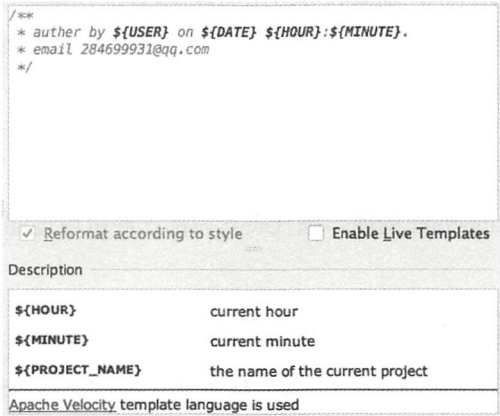 /**
 * auther by ${USER} on ${DATE} ${HOUR}:${MINUTE}.
 * email 284699931@qq.com
 */
Reformat according to style Enable Live Templates
Description
${HOUR} current hour
${MINUTE} current minute
${PROJECT_NAME} the name of the current project
Apache Velocity template language is used